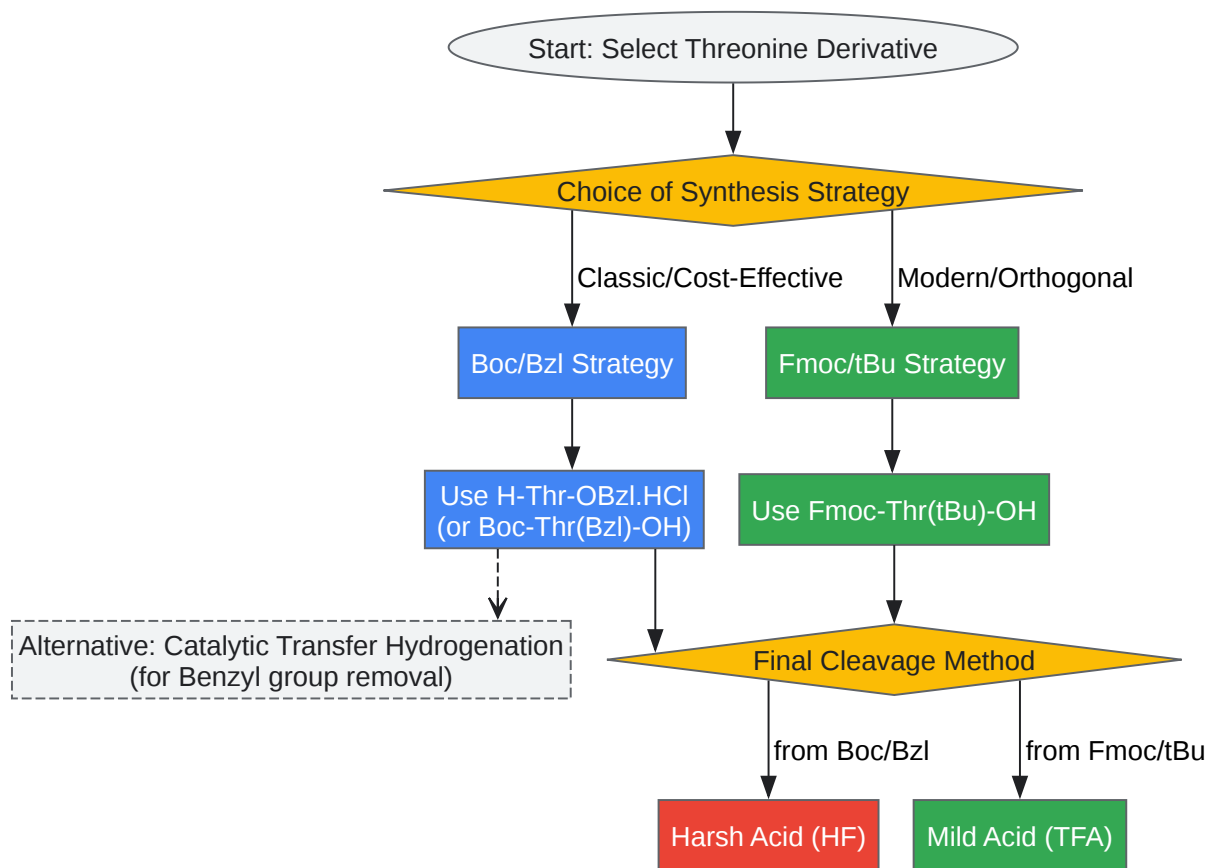 Start: Select Threonine Derivative
Choice of Synthesis Strategy
Classic/Cost-Effective
Modern/Orthogonal
Boc/Bzl Strategy
Fmoc/tBu Strategy
Use H-Thr-OBzl.HCl
(or Boc-Thr(Bzl)-OH)
Use Fmoc-Thr(tBu)-OH
Alternative: Catalytic Transfer Hydrogenation
(for Benzyl group removal)
Final Cleavage Method
from Boc/Bzl
from Fmoc/tBu
Harsh Acid (HF)
Mild Acid (TFA)